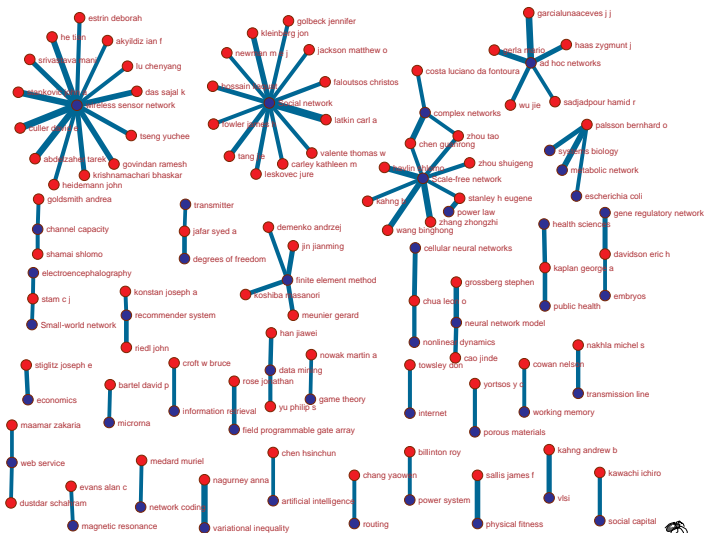 estrin deborah
he tian
akyildiz ian f
srivastava mani
lu chenyang
stankovic john a
das sajal k
wireless sensor network
culler david e
tseng yuchee
abdelzaher tarek
govindan ramesh
krishnamachari bhaskar
heidemann john
golbeck jennifer
kleinberg jon
newman m e j
jackson matthew o
hossain liaquat
faloutsos christos
Social network
fowler james h
latkin carl a
tang jie
valente thomas w
carley kathleen m
leskovec jure
garcialunaaceves j j
gerla mario
haas zygmunt j
ad hoc networks
wu jie
sadjadpour hamid r
costa luciano da fontoura
complex networks
zhou tao
chen guanrong
zhou shuigeng
havlin shlomo
Scale-free network
stanley h eugene
kahng b
power law
zhang zhongzhi
wang binghong
palsson bernhard o
systems biology
metabolic network
escherichia coli
goldsmith andrea
channel capacity
shamai shlomo
transmitter
jafar syed a
degrees of freedom
demenko andrzej
jin jianming
finite element method
koshiba masanori
meunier gerard
cellular neural networks
chua leon o
nonlinear dynamics
health sciences
kaplan george a
public health
gene regulatory network
davidson eric h
embryos
electroencephalography
stam c j
Small-world network
konstan joseph a
recommender system
riedl john
grossberg stephen
neural network model
cao jinde
han jiawei
data mining
yu philip s
nowak martin a
game theory
stiglitz joseph e
economics
bartel david p
microrna
croft w bruce
information retrieval
rose jonathan
field programmable gate array
towsley don
internet
yortsos y c
porous materials
cowan nelson
working memory
nakhla michel s
transmission line
maamar zakaria
web service
dustdar schahram
evans alan c
magnetic resonance
medard muriel
network coding
nagurney anna
variational inequality
chen hsinchun
artificial intelligence
chang yaowen
routing
billinton roy
power system
sallis james f
physical fitness
kahng andrew b
vlsi
kawachi ichiro
social capital